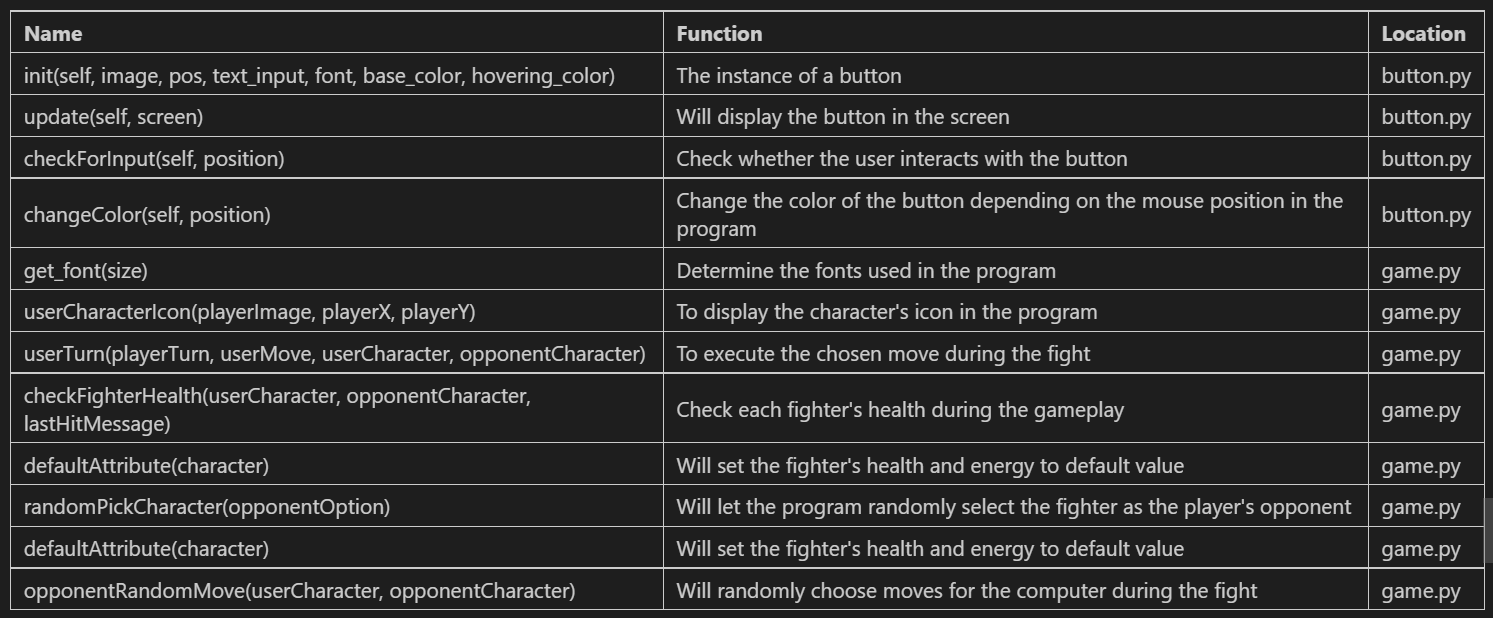 Name Function Location
init(self, image, pos, text_input, font, base_color, hovering_color) The instance of a button button.py
update(self, screen) Will display the button in the screen button.py
checkForInput(self, position) Check whether the user interacts with the button button.py
changeColor(self, position) Change the color of the button depending on the mouse position in the
program button.py
get_font(size) Determine the fonts used in the program game.py
userCharacterIcon(playerImage, playerX, playerY) To display the character's icon in the program game.py
userTurn(playerTurn, userMove, userCharacter, opponentCharacter) To execute the chosen move during the fight game.py
checkFighterHealth(userCharacter, opponentCharacter,
lastHitMessage) Check each fighter's health during the gameplay game.py
defaultAttribute(character) Will set the fighter's health and energy to default value game.py
randomPickCharacter(opponentOption) Will let the program randomly select the fighter as the player's opponent game.py
defaultAttribute(character) Will set the fighter's health and energy to default value game.py
opponentRandomMove(userCharacter, opponentCharacter) Will randomly choose moves for the computer during the fight game.py